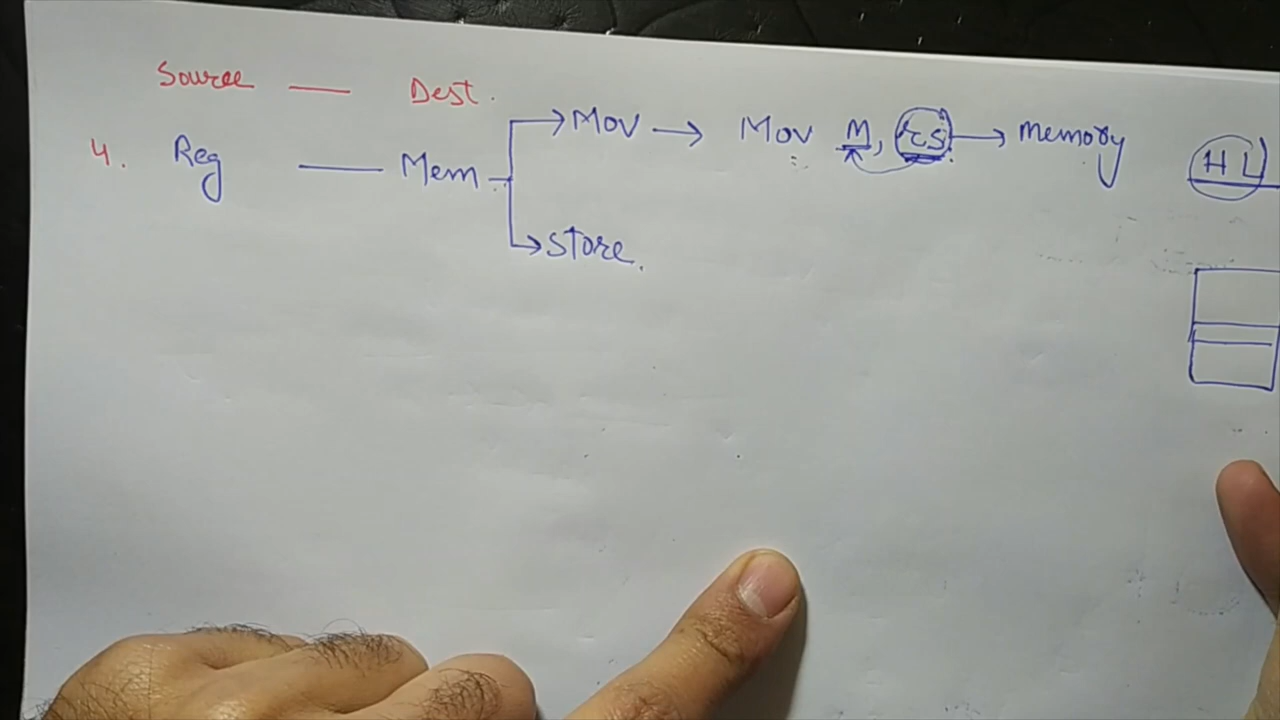 Source — Dest.
4. Reg — Mem → Mov → Mov M, rs. → memory HL
→ store.